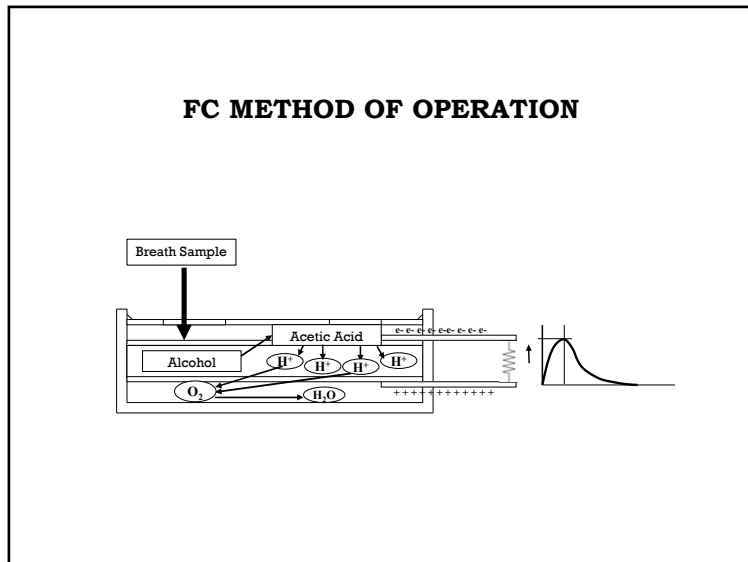 FC METHOD OF OPERATION
Breath Sample
e- e- e- e- e-e- e- e- e-
Acetic Acid
Alcohol
H⁺ H⁺ H⁺ H⁺
O₂
H₂O
+ + + + + + + + + + +